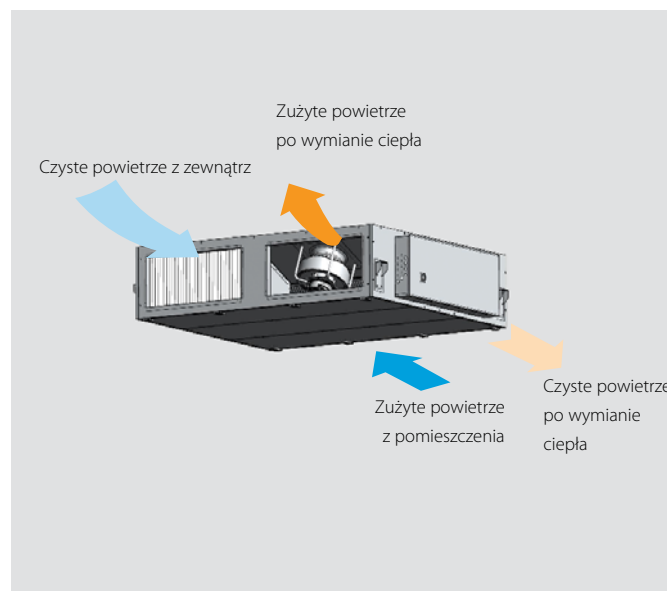 Zużyte powietrze
po wymianie ciepła
Czyste powietrze z zewnątrz
Czyste powietrze
po wymianie
ciepła
Zużyte powietrze
z pomieszczenia